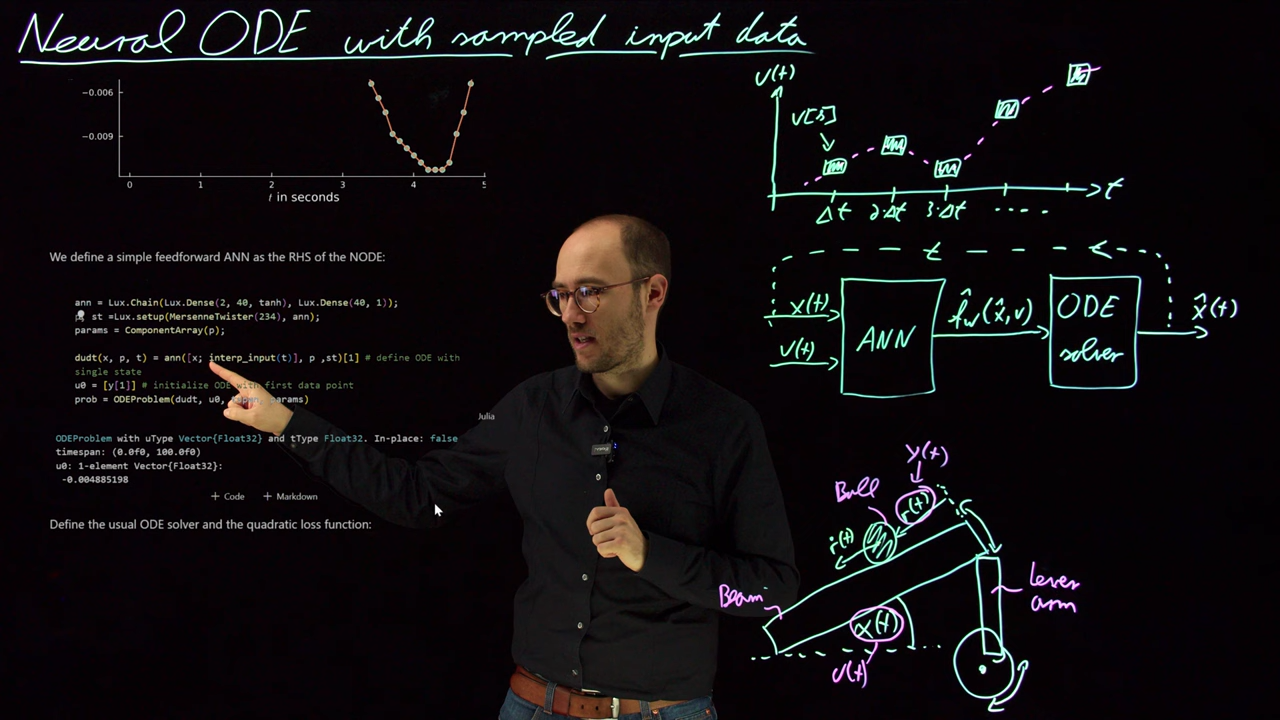 Neural ODE with sampled input data
−0.006
−0.009
0 1 2 3 4 5
t in seconds
We define a simple feedforward ANN as the RHS of the NODE:
ann = Lux.Chain(Lux.Dense(2, 40, tanh), Lux.Dense(40, 1));
st =Lux.setup(MersenneTwister(234), ann);
params = ComponentArray(p);
dudt(x, p, t) = ann([x; interp_input(t)], p ,st)[1] # define ODE with
single state
u0 = [y[1]] # initialize ODE with first data point
prob = ODEProblem(dudt, u0, params)
Julia
ODEProblem with uType Vector{Float32} and tType Float32. In-place: false
timespan: (0.0f0, 100.0f0)
u0: 1-element Vector{Float32}:
-0.004885198
+ Code + Markdown
Define the usual ODE solver and the quadratic loss function:
v(t)
t
Δt 2·Δt 3·Δt ....
x(t)
v(t)
ANN
f̂w(x̂,v)
ODE
solver
x̂(t)
y(t)
Ball
r(t)
ṙ(t)
Beam
Lever
arm